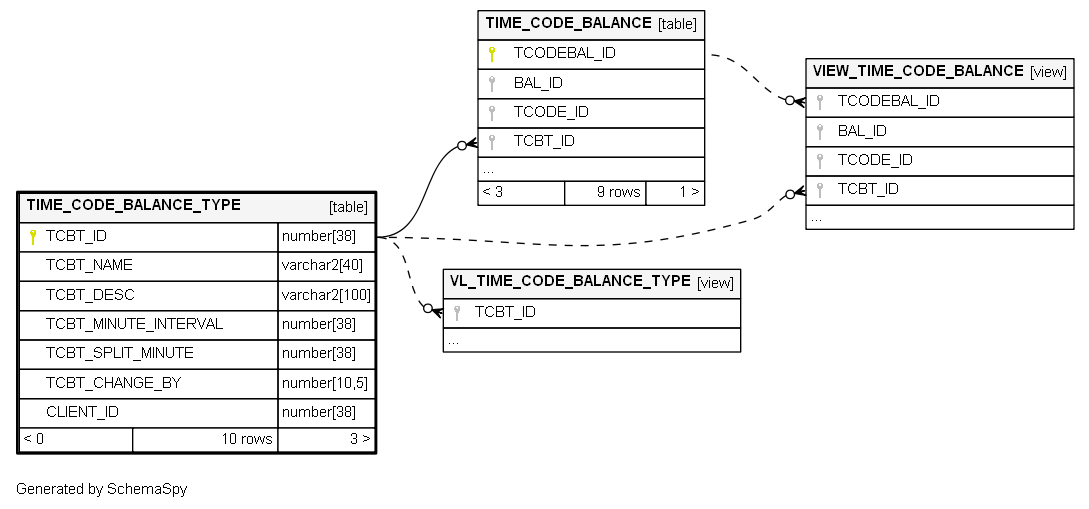 TIME_CODE_BALANCE [table]
TCODEBAL_ID
BAL_ID
TCODE_ID
TCBT_ID
...
< 3 9 rows 1 >
VIEW_TIME_CODE_BALANCE [view]
TCODEBAL_ID
BAL_ID
TCODE_ID
TCBT_ID
...
TIME_CODE_BALANCE_TYPE [table]
TCBT_ID number[38]
TCBT_NAME varchar2[40]
TCBT_DESC varchar2[100]
TCBT_MINUTE_INTERVAL number[38]
TCBT_SPLIT_MINUTE number[38]
TCBT_CHANGE_BY number[10,5]
CLIENT_ID number[38]
< 0 10 rows 3 >
VL_TIME_CODE_BALANCE_TYPE [view]
TCBT_ID
...
Generated by SchemaSpy